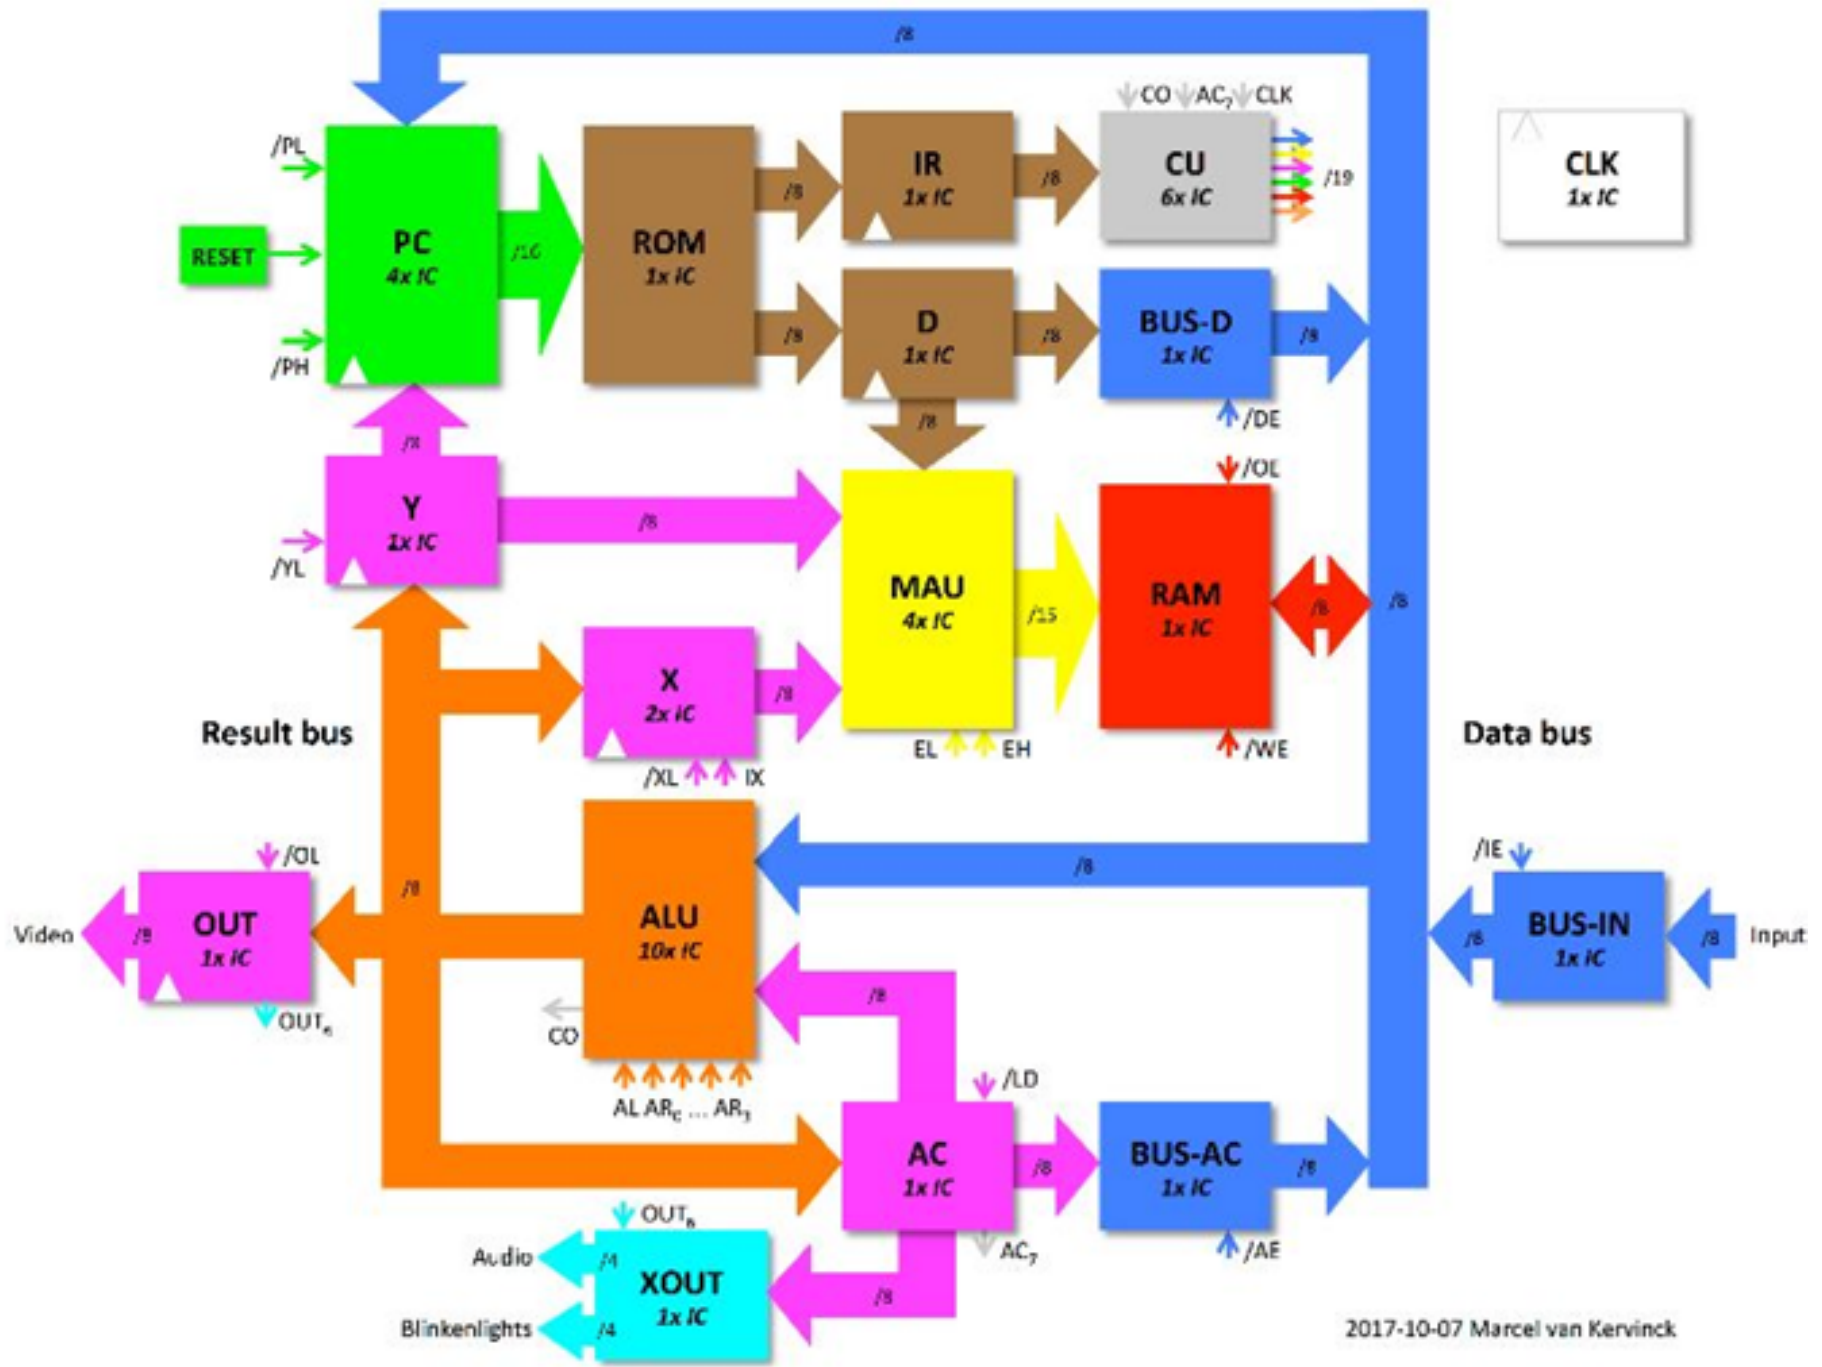 /8
CO AC7 CLK
/PL
PC
4x IC
/16
RESET
/PH
ROM
1x IC
/8
/8
IR
1x IC
/8
CU
6x IC
/19
CLK
1x IC
D
1x IC
/8
BUS-D
1x IC
/8
/DE
/8
/8
Y
1x IC
/YL
/8
MAU
4x IC
/15
EL EH
/OE
RAM
1x IC
/8
/WE
/8
X
2x IC
/8
/XL IX
Result bus
Data bus
/OL
OUT
1x IC
Video
/8
OUT6
/8
ALU
10x IC
/8
CO
AL AR0 ... AR3
/8
/IE
BUS-IN
1x IC
/8
/8
Input
/LD
AC
1x IC
/8
AC7
BUS-AC
1x IC
/8
/AE
OUT6
XOUT
1x IC
Audio
/4
Blinkenlights
/4
/8
2017-10-07 Marcel van Kervinck